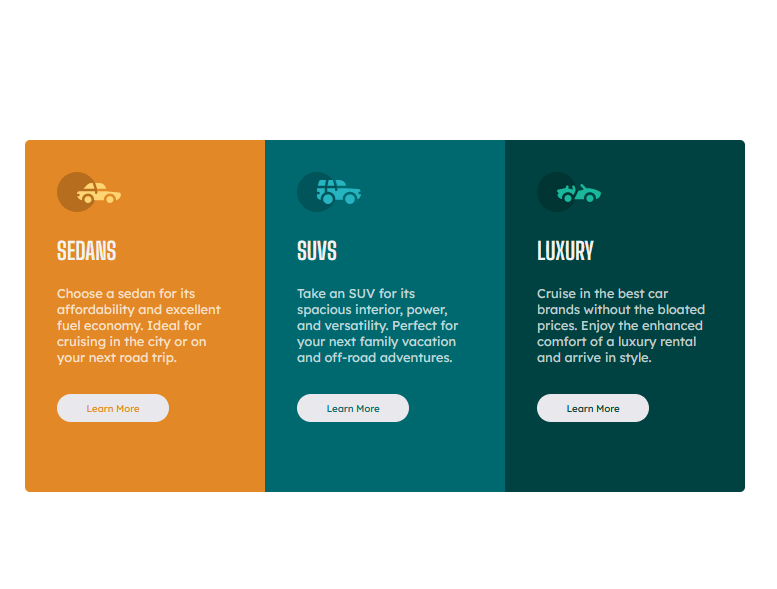 SEDANS
Choose a sedan for its
affordability and excellent
fuel economy. Ideal for
cruising in the city or on
your next road trip.
Learn More
SUVS
Take an SUV for its
spacious interior, power,
and versatility. Perfect for
your next family vacation
and off-road adventures.
Learn More
LUXURY
Cruise in the best car
brands without the bloated
prices. Enjoy the enhanced
comfort of a luxury rental
and arrive in style.
Learn More